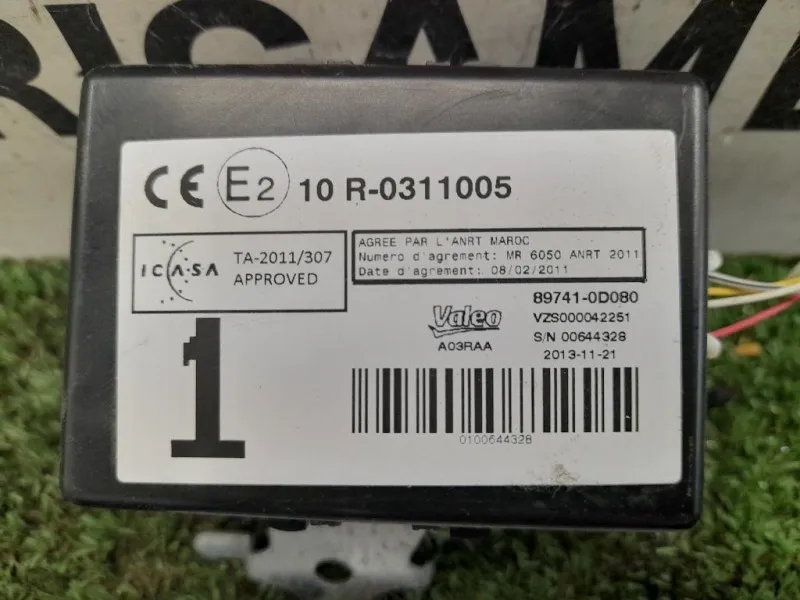 RICAM
CE E2 10 R-0311005
ICASA TA-2011/307
APPROVED
AGREE PAR L'ANRT MAROC
Numero d'agrement: MR 6050 ANRT 2011
Date d'agrement: 08/02/2011
89741-0D080
Valeo VZS000042251
A03RAA S/N 00644328
2013-11-21
1
0100644328